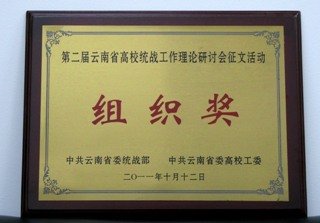 第二届云南省高校统战工作理论研讨会征文活动
组织奖
中共云南省委统战部 中共云南省委高校工委
二〇一一年十月十二日